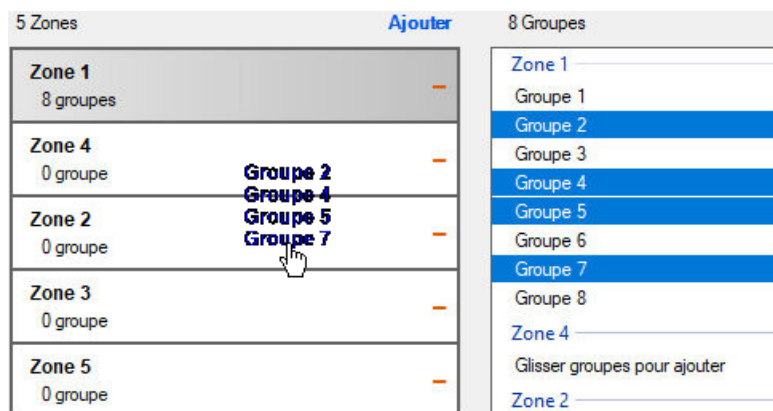 5 Zones Ajouter
Zone 1
8 groupes
Zone 4
0 groupe
Zone 2
0 groupe
Zone 3
0 groupe
Zone 5
0 groupe
Groupe 2
Groupe 4
Groupe 5
Groupe 7
8 Groupes
Zone 1
Groupe 1
Groupe 2
Groupe 3
Groupe 4
Groupe 5
Groupe 6
Groupe 7
Groupe 8
Zone 4
Glisser groupes pour ajouter
Zone 2